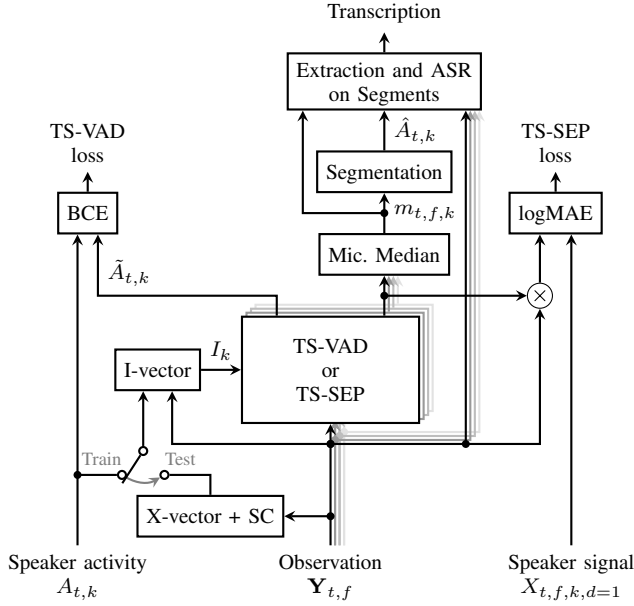 Transcription
Extraction and ASR
on Segments
Â_{t,k}
TS-VAD
loss
TS-SEP
loss
Segmentation
BCE
m_{t,f,k}
logMAE
Mic. Median
Ã_{t,k}
×
TS-VAD
or
TS-SEP
I_k
I-vector
Train
Test
X-vector + SC
Speaker activity
A_{t,k}
Observation
Y_{t,f}
Speaker signal
X_{t,f,k,d=1}